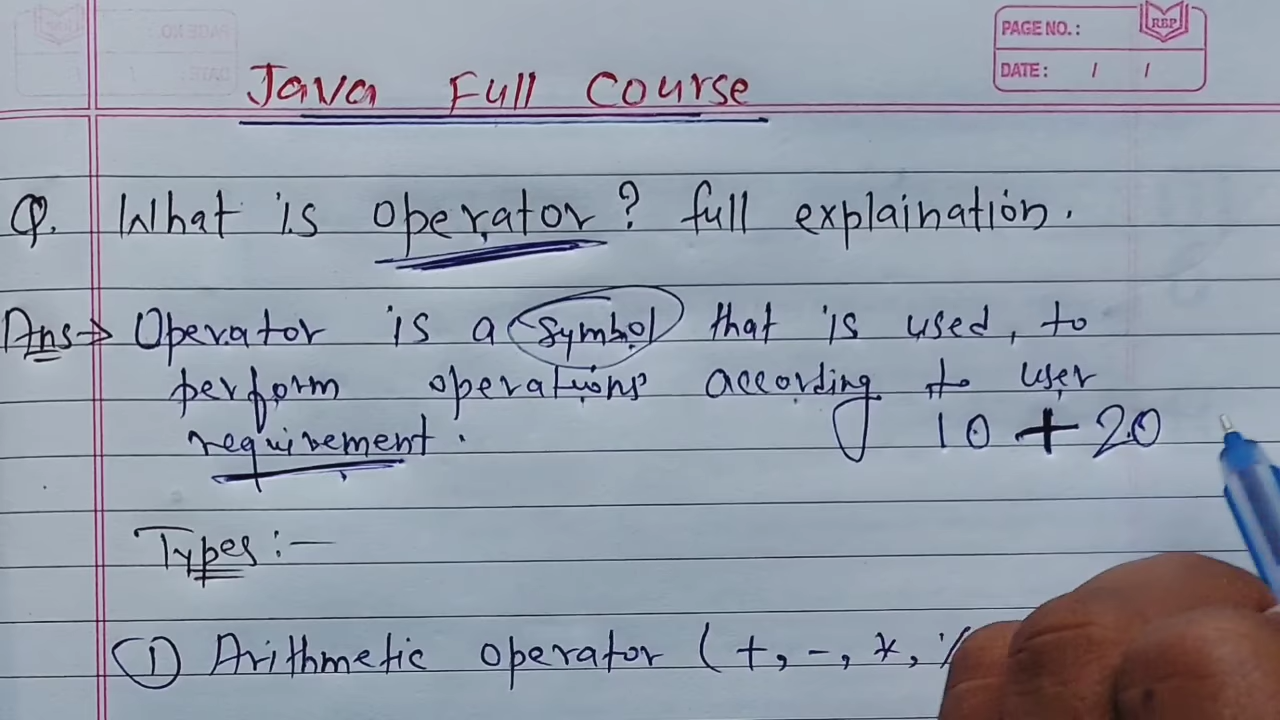 PAGE NO.:
RBP
DATE: / /
Java Full Course
Q. What is operator? full explaination.
Ans→ Operator is a symbol that is used, to
perform operations according to user
requirement. 10 + 20
Types:—
① Arithmetic operator (+, -, *,